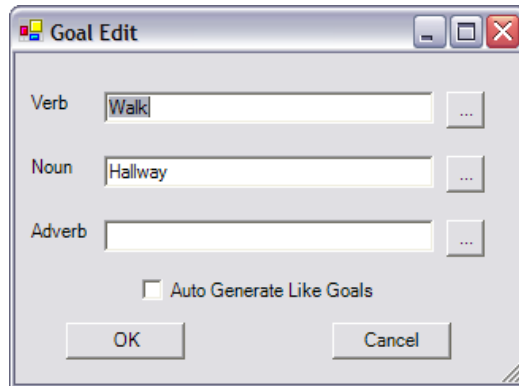 Goal Edit
Verb Walk ...
Noun Hallway ...
Adverb ...
Auto Generate Like Goals
OK Cancel